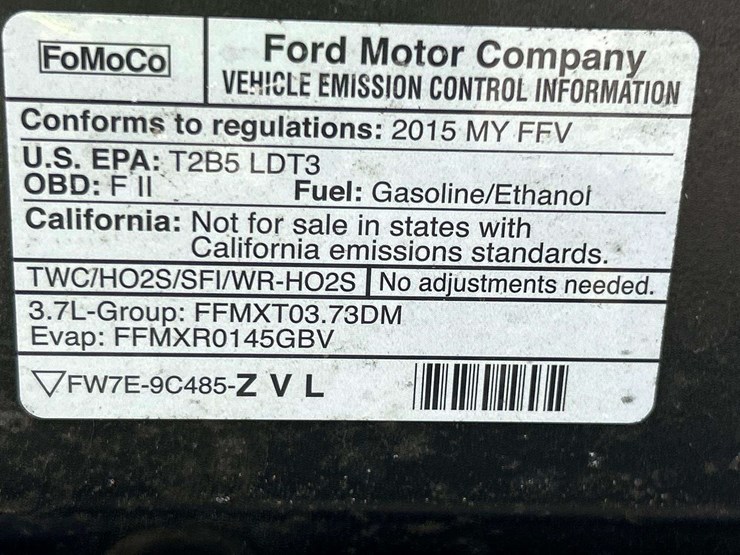 FoMoCo
Ford Motor Company
VEHICLE EMISSION CONTROL INFORMATION
Conforms to regulations: 2015 MY FFV
U.S. EPA: T2B5 LDT3
OBD: F II Fuel: Gasoline/Ethanol
California: Not for sale in states with
California emissions standards.
TWC/HO2S/SFI/WR-HO2S No adjustments needed.
3.7L-Group: FFMXT03.73DM
Evap: FFMXR0145GBV
▽FW7E-9C485-Z V L